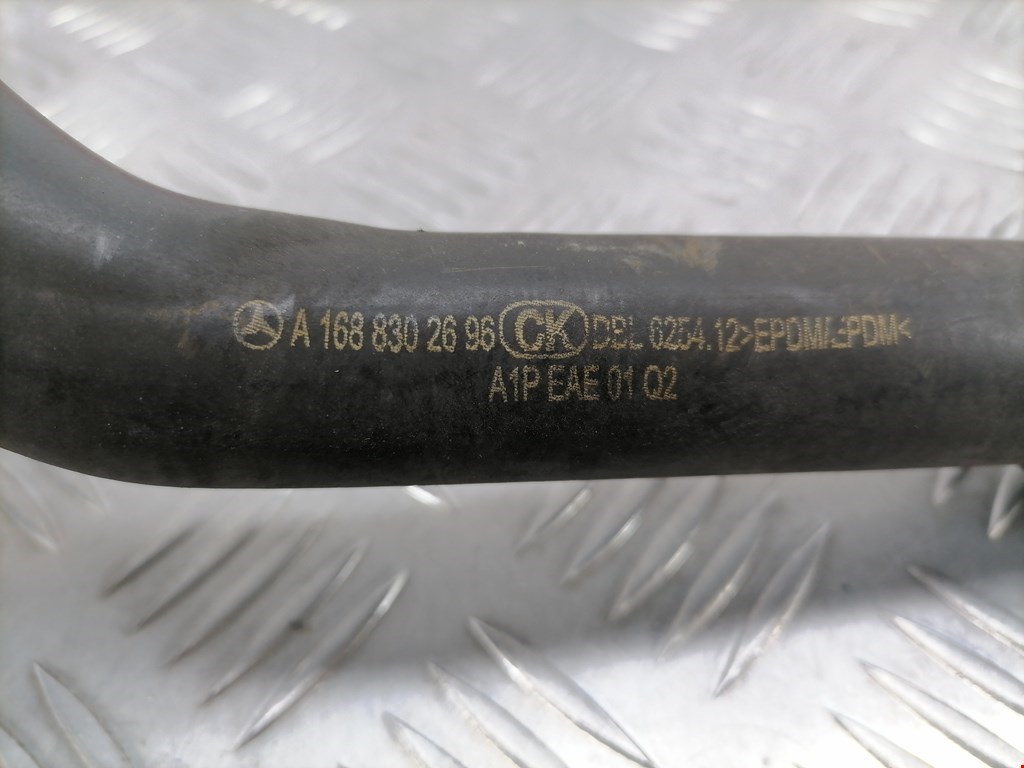 A 168 830 26 96 CK DBL 6254.12>EPDM/EPDM<
A1P EAE 01 Q2